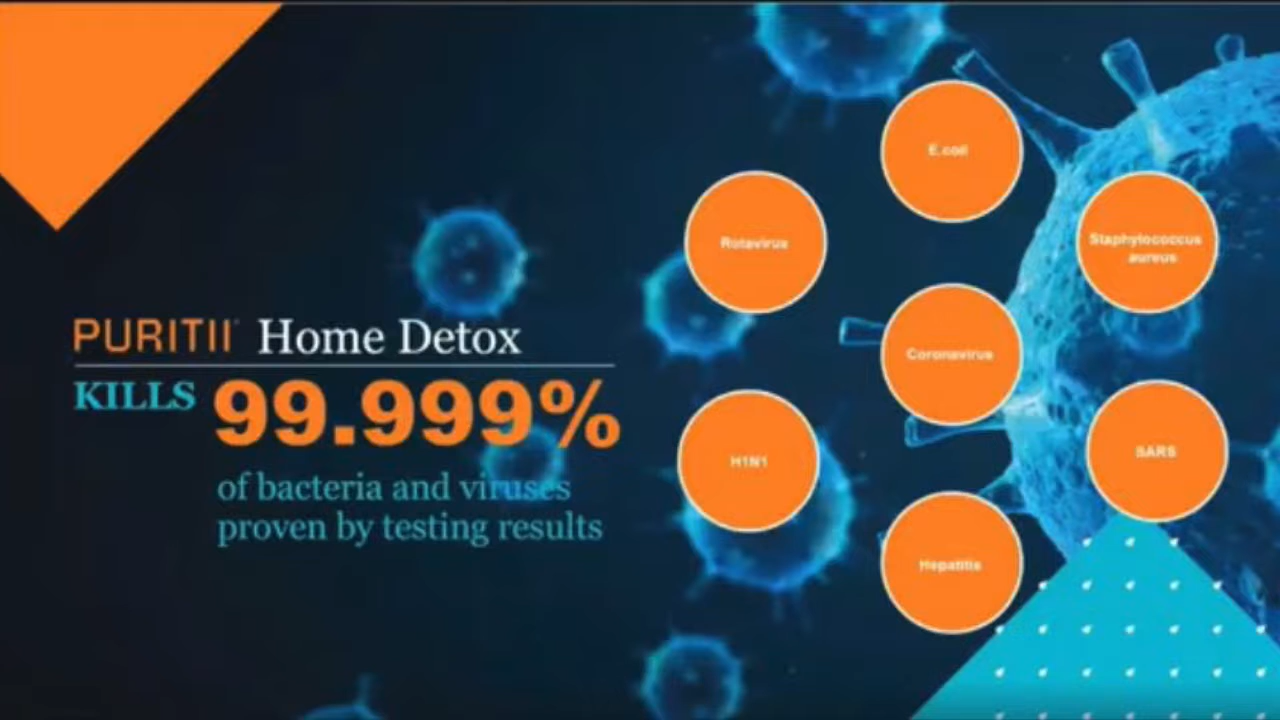 PURITII® Home Detox
KILLS 99.999%
of bacteria and viruses
proven by testing results
E.coil
Rotavirus
Staphylococcus
aureus
Coronavirus
H1N1
SARS
Hepatitis